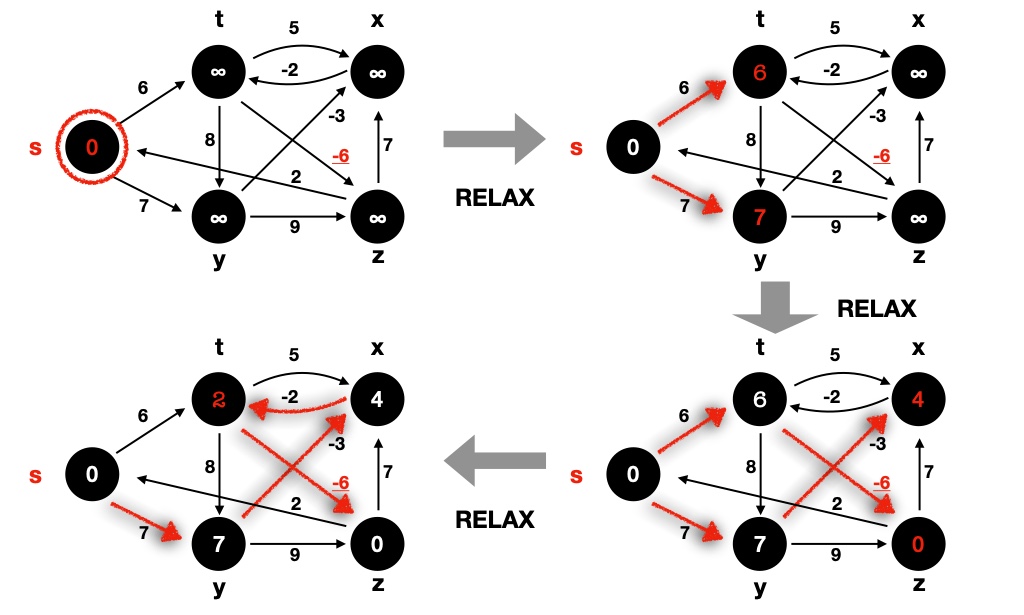 t x
5
6 ∞ -2 ∞
8 -3
s 0 -6 7
2
7 ∞ 9 ∞
y z
RELAX
t x
5
6 6 -2 ∞
8 -3
s 0 -6 7
2
7 7 9 ∞
y z
RELAX
t x
5
6 6 -2 4
8 -3
s 0 -6 7
2
7 7 9 0
y z
RELAX
t x
5
6 2 -2 4
8 -3
s 0 -6 7
2
7 7 9 0
y z